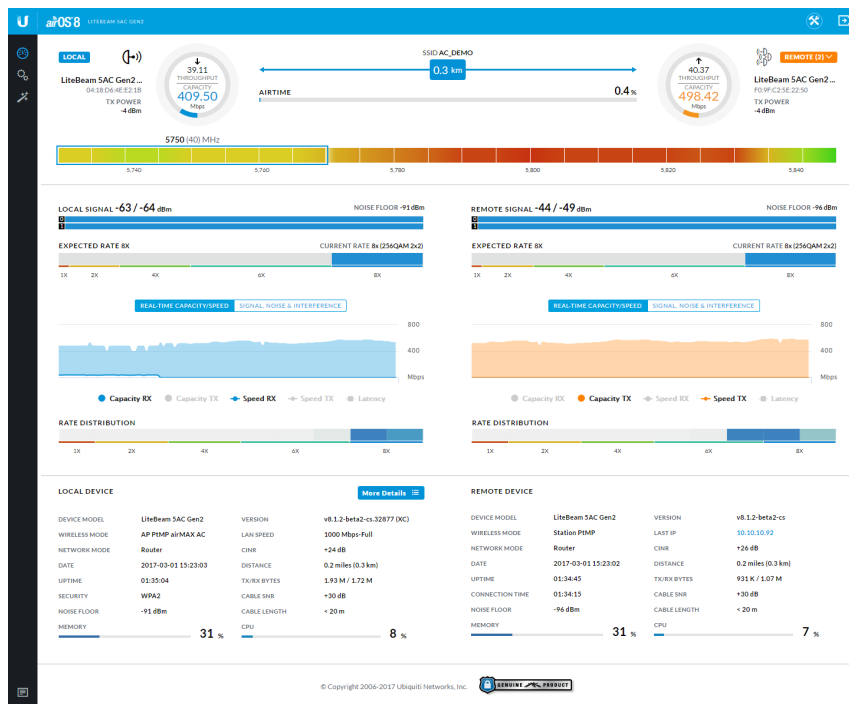 U airOS®8 LITEBEAM 5AC GEN2
LOCAL
LiteBeam 5AC Gen2...
04:18:D6:4E:E2:1B
TX POWER
-4 dBm
39.11
THROUGHPUT
CAPACITY
409.50
Mbps
SSID AC_DEMO
0.3 km
AIRTIME 0.4 %
40.37
THROUGHPUT
CAPACITY
498.42
Mbps
REMOTE (2)
LiteBeam 5AC Gen2...
F0:9F:C2:5E:22:50
TX POWER
-4 dBm
5750 (40) MHz
5,740 5,760 5,780 5,800 5,820 5,840
LOCAL SIGNAL -63 / -64 dBm NOISE FLOOR -91 dBm
0
1
EXPECTED RATE 8X CURRENT RATE 8x (256QAM 2x2)
1X 2X 4X 6X 8X
REAL-TIME CAPACITY/SPEED SIGNAL, NOISE & INTERFERENCE
800
400
Mbps
Capacity RX Capacity TX Speed RX Speed TX Latency
RATE DISTRIBUTION
1X 2X 4X 6X 8X
REMOTE SIGNAL -44 / -49 dBm NOISE FLOOR -96 dBm
0
1
EXPECTED RATE 8X CURRENT RATE 8x (256QAM 2x2)
1X 2X 4X 6X 8X
REAL-TIME CAPACITY/SPEED SIGNAL, NOISE & INTERFERENCE
800
400
Mbps
Capacity RX Capacity TX Speed RX Speed TX Latency
RATE DISTRIBUTION
1X 2X 4X 6X 8X
LOCAL DEVICE More Details
DEVICE MODEL LiteBeam 5AC Gen2 VERSION v8.1.2-beta2-cs.32877 (XC)
WIRELESS MODE AP PtMP airMAX AC LAN SPEED 1000 Mbps-Full
NETWORK MODE Router CINR +24 dB
DATE 2017-03-01 15:23:03 DISTANCE 0.2 miles (0.3 km)
UPTIME 01:35:04 TX/RX BYTES 1.93 M / 1.72 M
SECURITY WPA2 CABLE SNR +30 dB
NOISE FLOOR -91 dBm CABLE LENGTH < 20 m
MEMORY 31 % CPU 8 %
REMOTE DEVICE
DEVICE MODEL LiteBeam 5AC Gen2 VERSION v8.1.2-beta2-cs
WIRELESS MODE Station PtMP LAST IP 10.10.10.92
NETWORK MODE Router CINR +26 dB
DATE 2017-03-01 15:23:02 DISTANCE 0.2 miles (0.3 km)
UPTIME 01:34:45 TX/RX BYTES 931 K / 1.07 M
CONNECTION TIME 01:34:15 CABLE SNR +30 dB
NOISE FLOOR -96 dBm CABLE LENGTH < 20 m
MEMORY 31 % CPU 7 %
© Copyright 2006-2017 Ubiquiti Networks, Inc. GENUINE PRODUCT